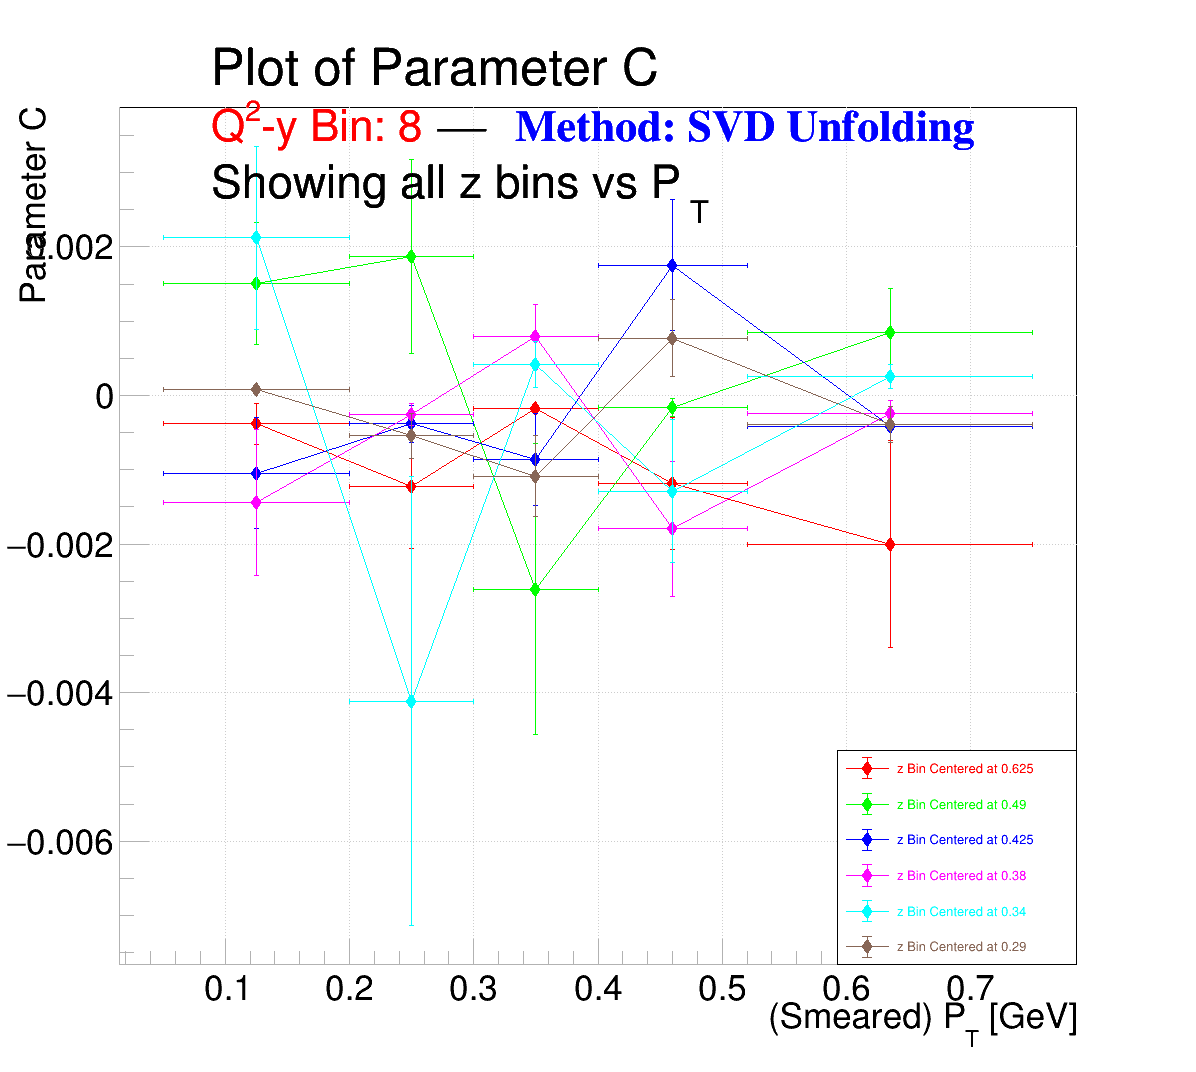 Plot of Parameter C
Q²-y Bin: 8 — Method: SVD Unfolding
Showing all z bins vs P_T
Parameter C
0.002
0
−0.002
−0.004
−0.006
z Bin Centered at 0.625
z Bin Centered at 0.49
z Bin Centered at 0.425
z Bin Centered at 0.38
z Bin Centered at 0.34
z Bin Centered at 0.29
0.1 0.2 0.3 0.4 0.5 0.6 0.7
(Smeared) P_T [GeV]